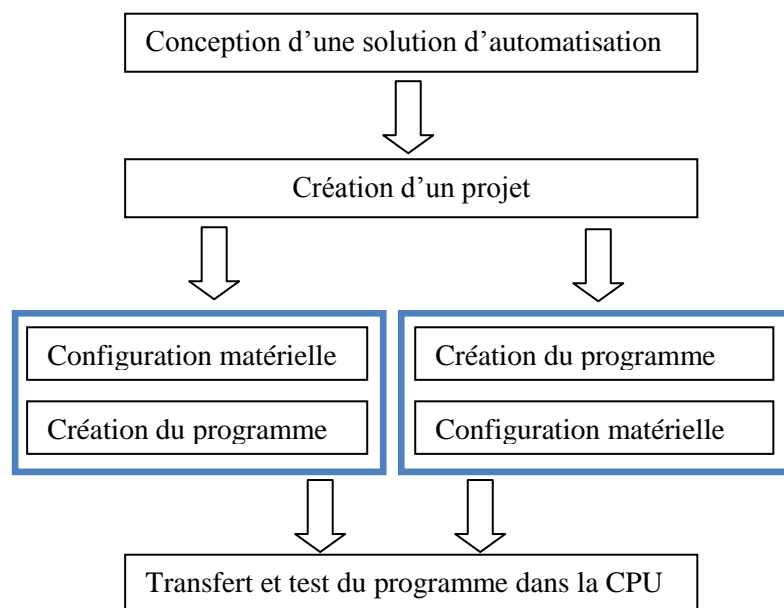 Conception d’une solution d’automatisation
Création d’un projet
Configuration matérielle
Création du programme
Création du programme
Configuration matérielle
Transfert et test du programme dans la CPU